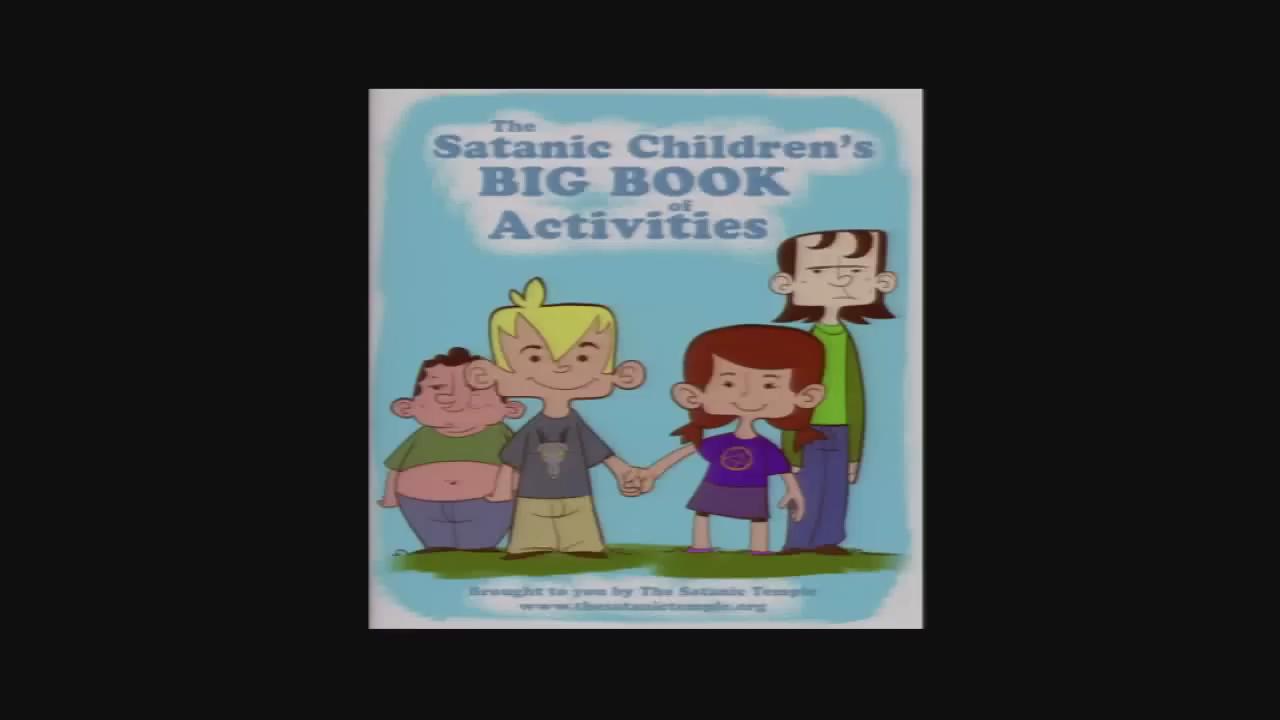 The
Satanic Children's
BIG BOOK
of
Activities
Brought to you by The Satanic Temple
www.thesatanictemple.org